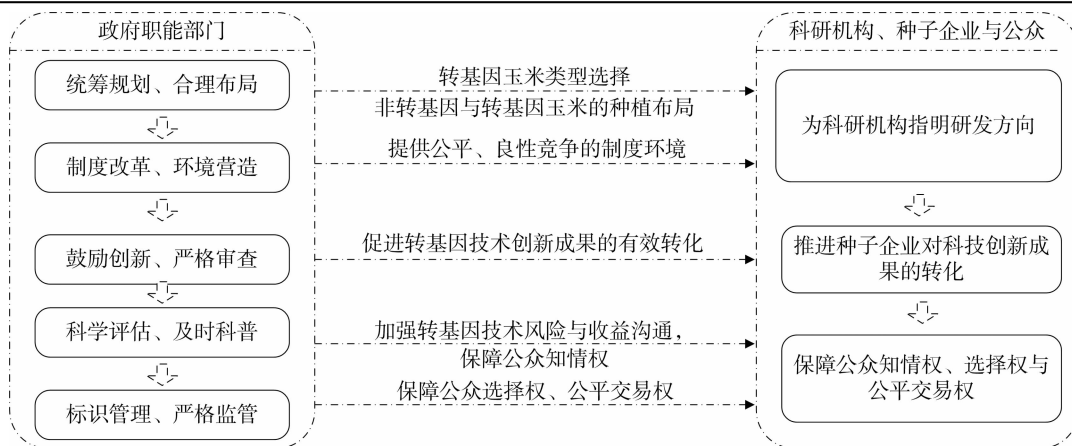 政府职能部门
统筹规划、合理布局
制度改革、环境营造
鼓励创新、严格审查
科学评估、及时科普
标识管理、严格监管
转基因玉米类型选择
非转基因与转基因玉米的种植布局
提供公平、良性竞争的制度环境
促进转基因技术创新成果的有效转化
加强转基因技术风险与收益沟通，
保障公众知情权
保障公众选择权、公平交易权
科研机构、种子企业与公众
为科研机构指明研发方向
推进种子企业对科技创新成
果的转化
保障公众知情权、选择权与
公平交易权